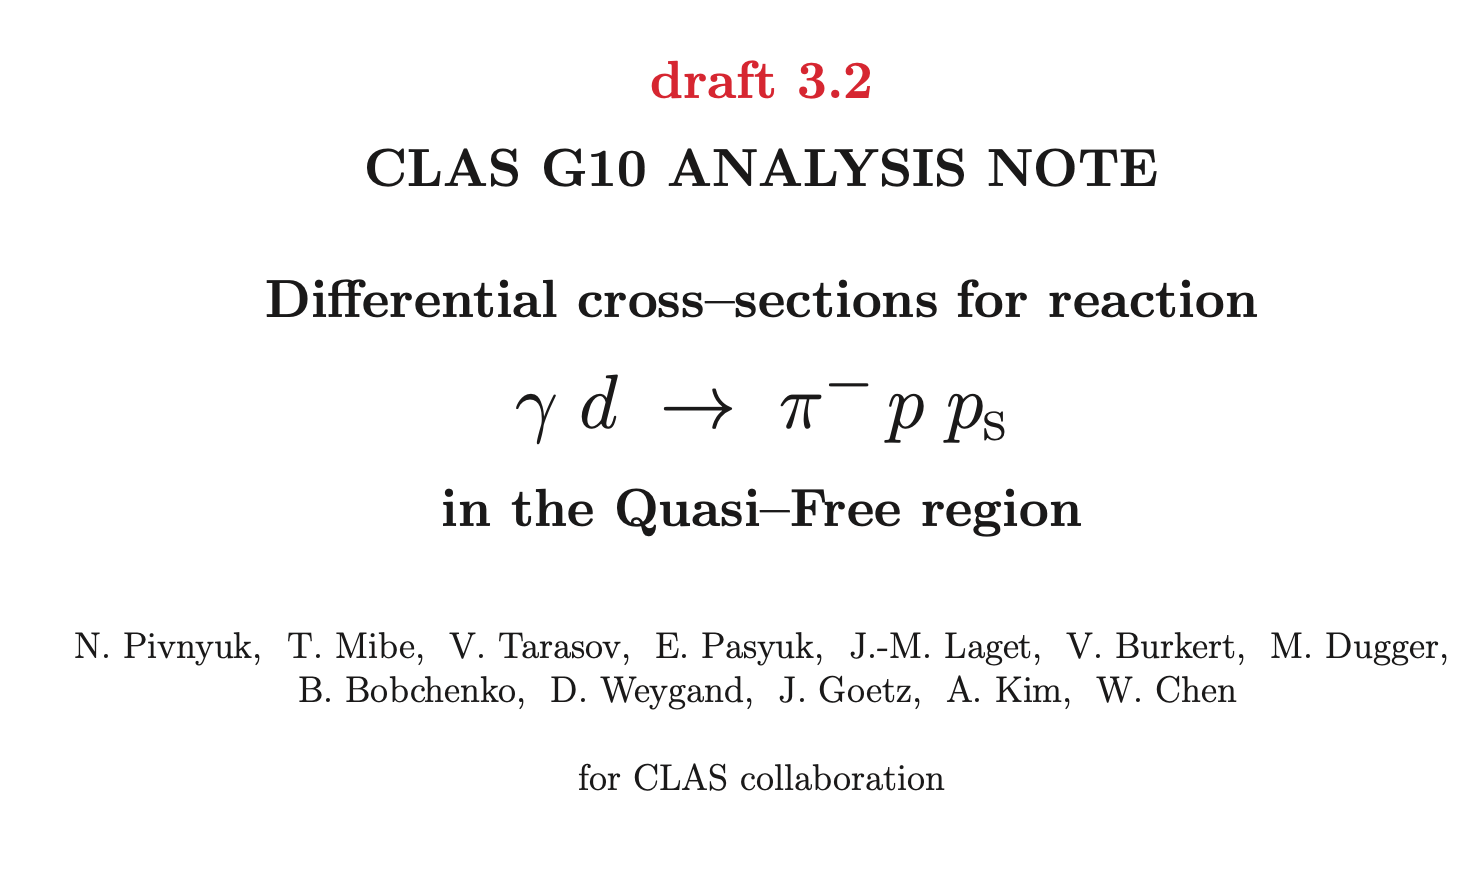 draft 3.2
CLAS G10 ANALYSIS NOTE
Differential cross–sections for reaction
γ d → π⁻ p pₛ
in the Quasi–Free region
N. Pivnyuk, T. Mibe, V. Tarasov, E. Pasyuk, J.-M. Laget, V. Burkert, M. Dugger,
B. Bobchenko, D. Weygand, J. Goetz, A. Kim, W. Chen
for CLAS collaboration